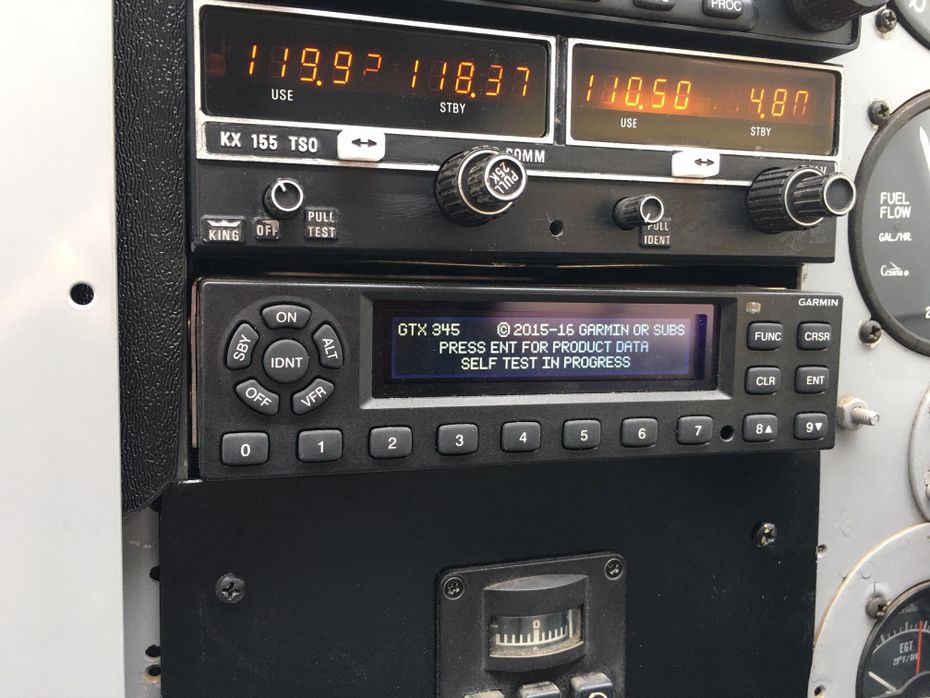 PROC
119.9 118.37
USE
STBY
110.50 4.8
USE
STBY
KX 155 TSO
COMM
PULL
25K
KING
OFF
PULL
TEST
PULL
IDENT
FUEL
FLOW
GAL./HR.
Cessna
GARMIN
GTX 345 © 2015-16 GARMIN OR SUBS
PRESS ENT FOR PRODUCT DATA
SELF TEST IN PROGRESS
ON
SBY
ALT
IDNT
OFF
VFR
FUNC
CRSR
CLR
ENT
0
1
2
3
4
5
6
7
8▲
9▼
0
EGT